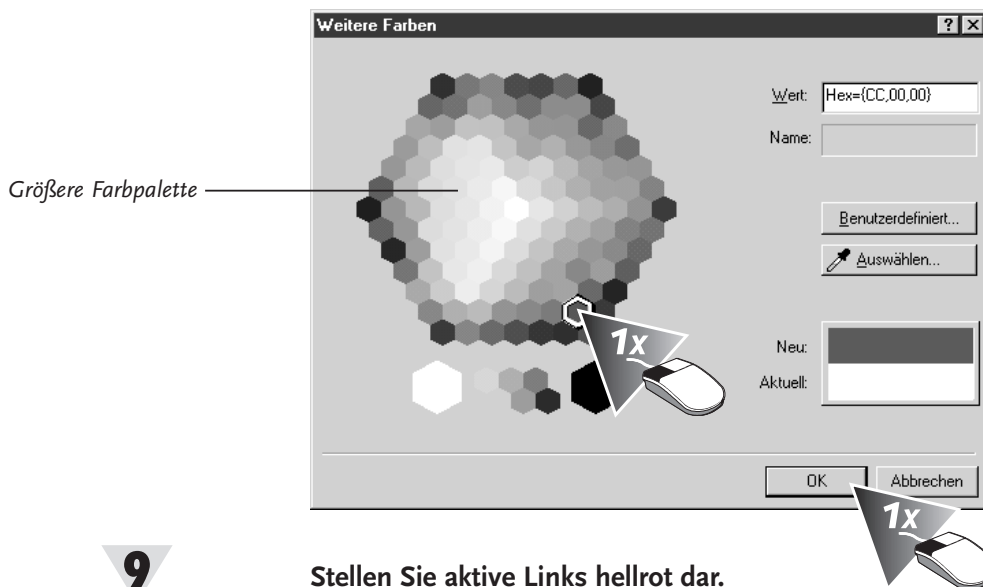 Weitere Farben
Wert: Hex={CC,00,00}
Name:
Größere Farbpalette
Benutzerdefiniert...
Auswählen...
1x
Neu:
Aktuell:
OK Abbrechen
1x
9 Stellen Sie aktive Links hellrot dar.